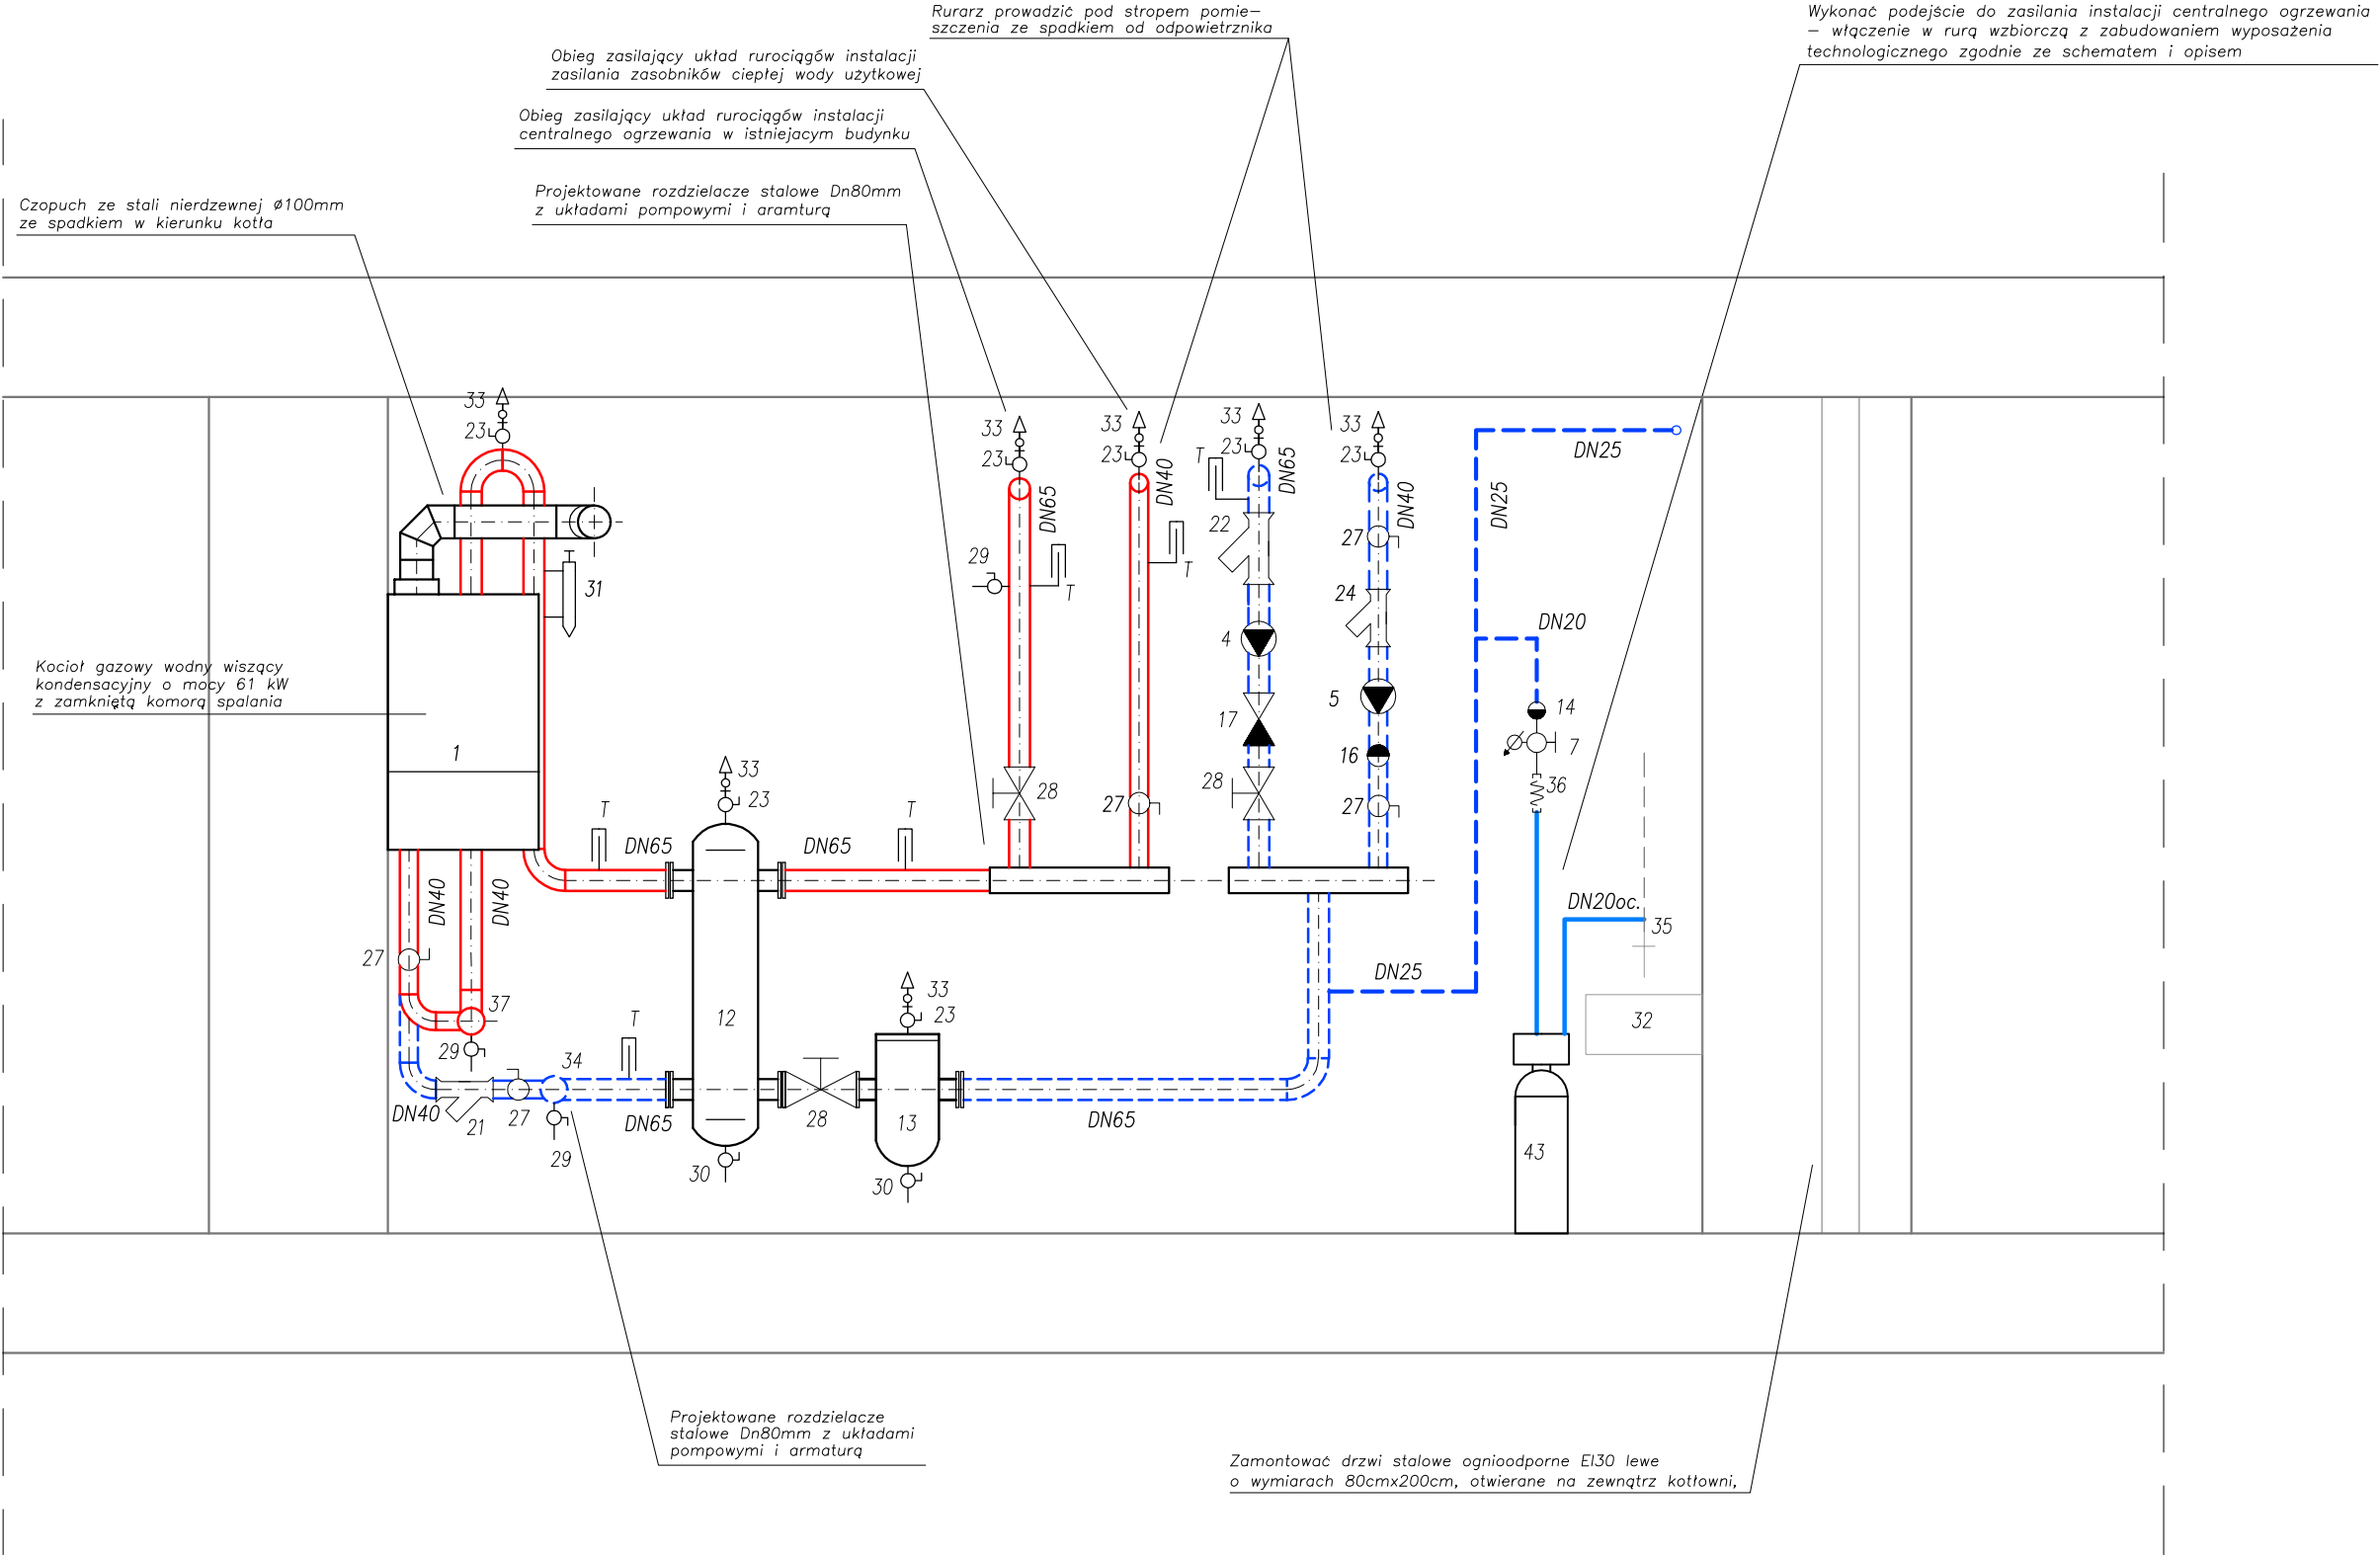 Rurarz prowadzić pod stropem pomie-
szczenia ze spadkiem od odpowietrznika
Wykonać podejście do zasilania instalacji centralnego ogrzewania
- włączenie w rurą wzbiorczą z zabudowaniem wyposażenia
technologicznego zgodnie ze schematem i opisem
Obieg zasilający układ rurociągów instalacji
zasilania zasobników ciepłej wody użytkowej
Obieg zasilający układ rurociągów instalacji
centralnego ogrzewania w istniejacym budynku
Projektowane rozdzielacze stalowe Dn80mm
z układami pompowymi i aramturą
Czopuch ze stali nierdzewnej ø100mm
ze spadkiem w kierunku kotła
33
23
33
23
33
23
33
23
33
23
DN65
DN40
DN65
DN40
T
22
29
T
T
27
24
4
5
17
16
28
28
27
27
DN25
DN25
DN20
14
7
36
31
Kocioł gazowy wodny wiszący
kondensacyjny o mocy 61 kW
z zamkniętą komorą spalania
1
33
23
T
DN65
DN65
T
DN40
DN40
27
37
29
34
T
12
33
23
DN25
DN20oc.
35
32
DN40
21
27
29
DN65
28
13
DN65
30
30
43
Projektowane rozdzielacze
stalowe Dn80mm z układami
pompowymi i armaturą
Zamontować drzwi stalowe ognioodporne EI30 lewe
o wymiarach 80cmx200cm, otwierane na zewnątrz kotłowni,